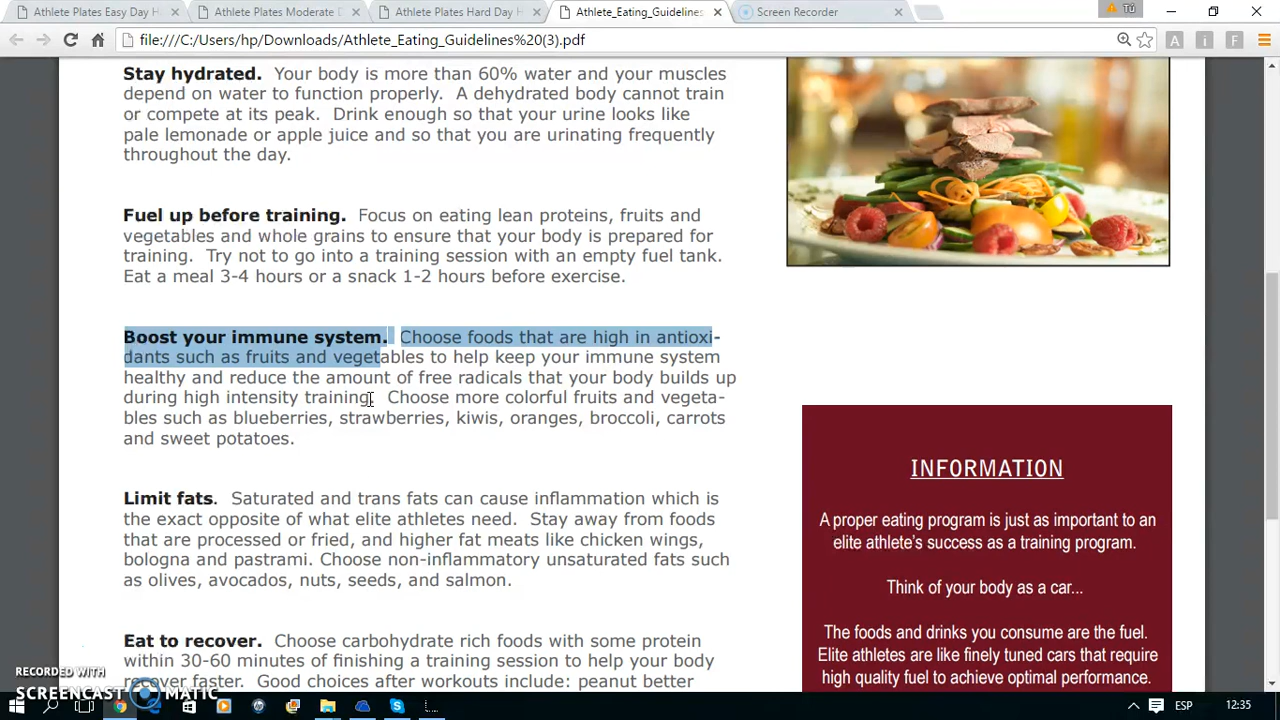 Athlete Plates Easy Day H
Athlete Plates Moderate D
Athlete Plates Hard Day H
Athlete_Eating_Guidelines
Screen Recorder
Tú
file:///C:/Users/hp/Downloads/Athlete_Eating_Guidelines%20(3).pdf
Stay hydrated. Your body is more than 60% water and your muscles
depend on water to function properly. A dehydrated body cannot train
or compete at its peak. Drink enough so that your urine looks like
pale lemonade or apple juice and so that you are urinating frequently
throughout the day.
Fuel up before training. Focus on eating lean proteins, fruits and
vegetables and whole grains to ensure that your body is prepared for
training. Try not to go into a training session with an empty fuel tank.
Eat a meal 3-4 hours or a snack 1-2 hours before exercise.
Boost your immune system. Choose foods that are high in antioxi-
dants such as fruits and vegetables to help keep your immune system
healthy and reduce the amount of free radicals that your body builds up
during high intensity training. Choose more colorful fruits and vegeta-
bles such as blueberries, strawberries, kiwis, oranges, broccoli, carrots
and sweet potatoes.
Limit fats. Saturated and trans fats can cause inflammation which is
the exact opposite of what elite athletes need. Stay away from foods
that are processed or fried, and higher fat meats like chicken wings,
bologna and pastrami. Choose non-inflammatory unsaturated fats such
as olives, avocados, nuts, seeds, and salmon.
Eat to recover. Choose carbohydrate rich foods with some protein
within 30-60 minutes of finishing a training session to help your body
recover faster. Good choices after workouts include: peanut better
INFORMATION
A proper eating program is just as important to an
elite athlete's success as a training program.
Think of your body as a car...
The foods and drinks you consume are the fuel.
Elite athletes are like finely tuned cars that require
high quality fuel to achieve optimal performance.
RECORDED WITH
SCREENCAST MATIC
ESP
12:35